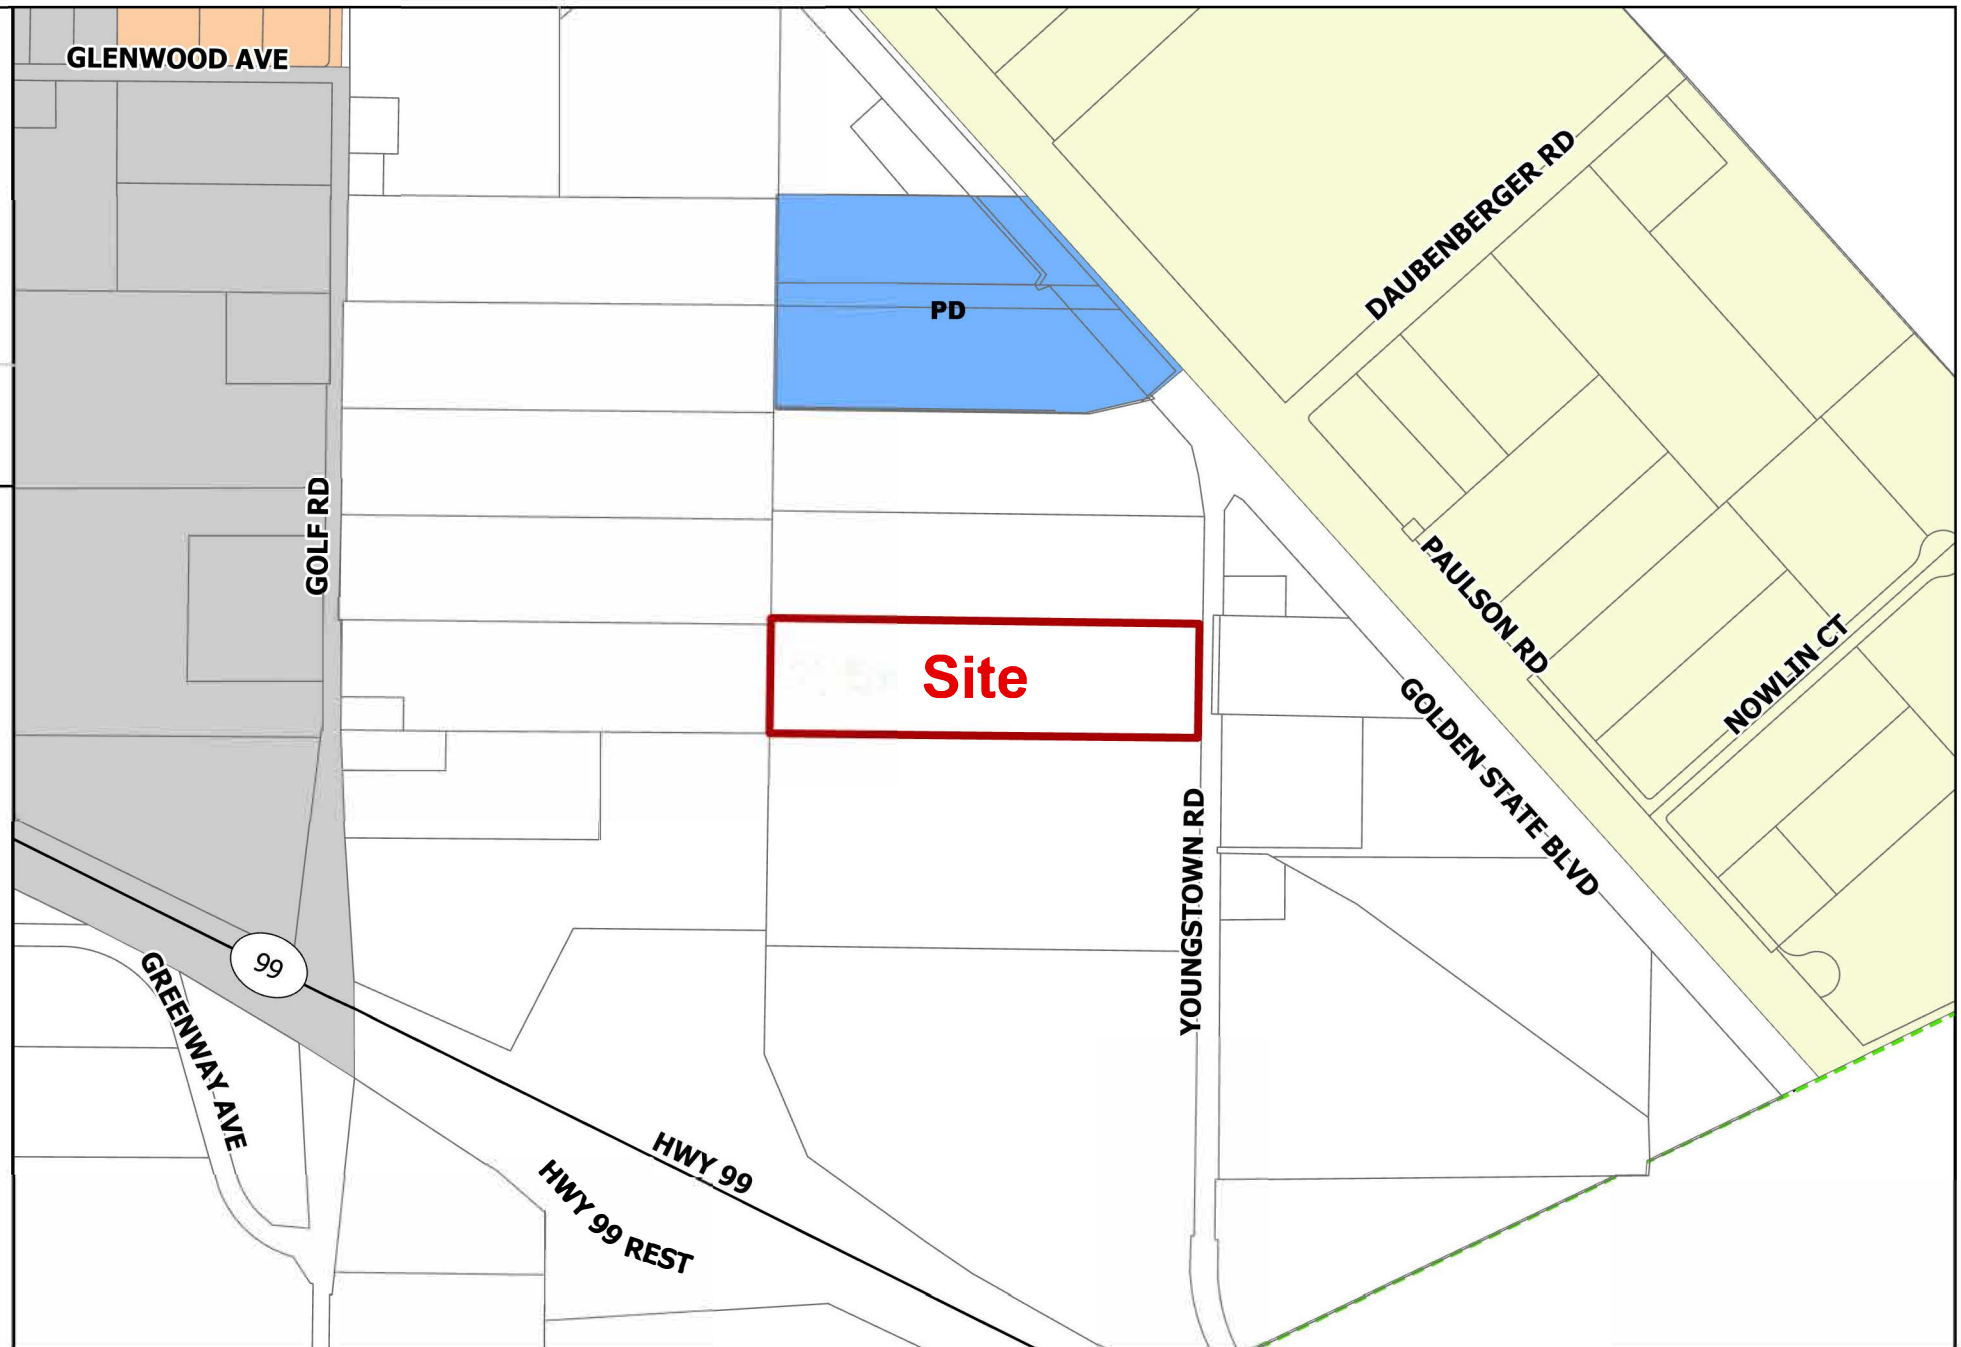 GLENWOOD AVE
DAUBENBERGER RD
PD
GOLF RD
PAULSON RD
Site
NOWLIN CT
GOLDEN STATE BLVD
YOUNGSTOWN RD
99
GREENWAY AVE
HWY 99
HWY 99 REST